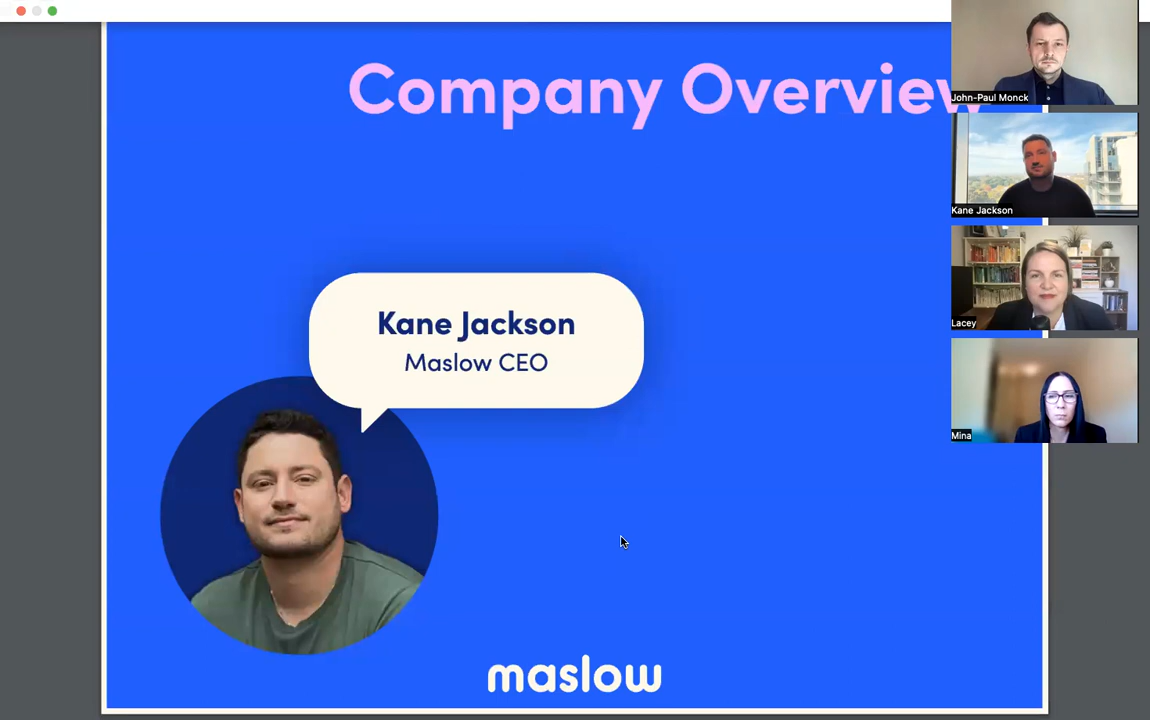 Company Overview
John-Paul Monck
Kane Jackson
Kane Jackson
Maslow CEO
Lacey
Mina
maslow